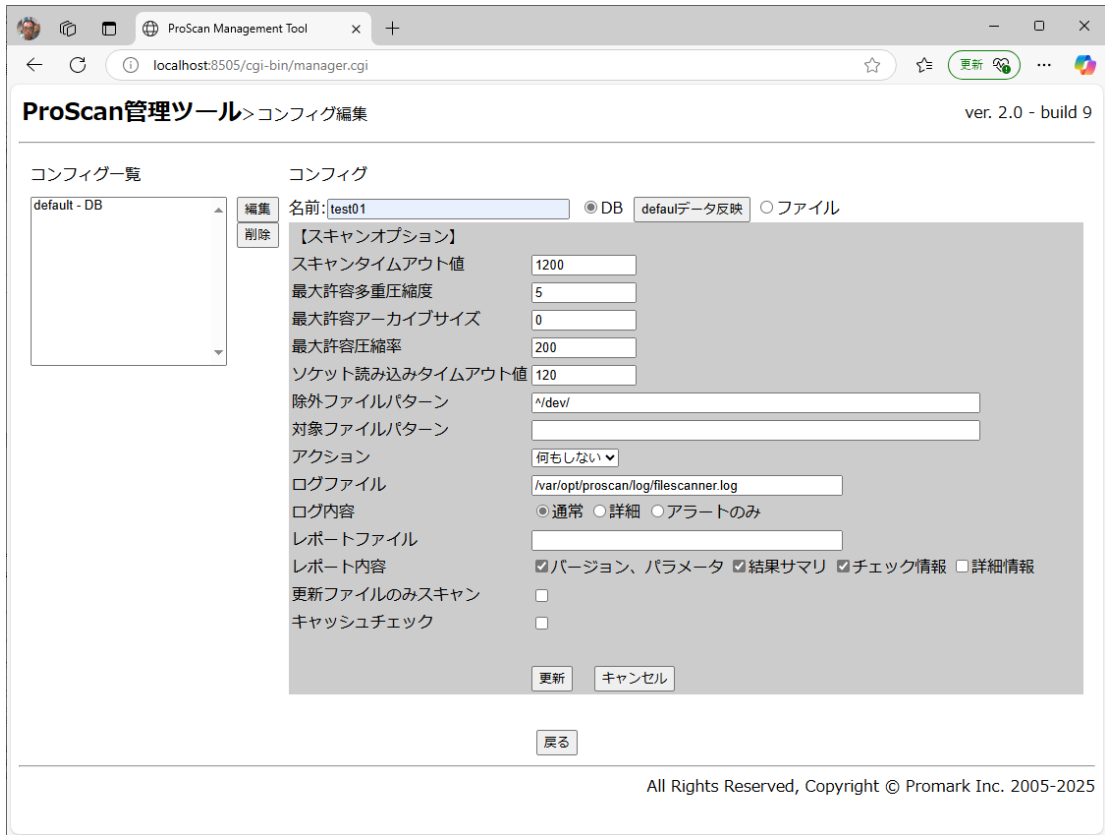 ProScan Management Tool
localhost:8505/cgi-bin/manager.cgi
更新
ProScan管理ツール>コンフィグ編集
ver. 2.0 - build 9
コンフィグ一覧
コンフィグ
default - DB
編集
削除
名前: test01 DB defaulデータ反映 ファイル
【スキャンオプション】
スキャンタイムアウト値 1200
最大許容多重圧縮度 5
最大許容アーカイブサイズ 0
最大許容圧縮率 200
ソケット読み込みタイムアウト値 120
除外ファイルパターン ^/dev/
対象ファイルパターン
アクション 何もしない
ログファイル /var/opt/proscan/log/filescanner.log
ログ内容 通常 詳細 アラートのみ
レポートファイル
レポート内容 バージョン、パラメータ 結果サマリ チェック情報 詳細情報
更新ファイルのみスキャン
キャッシュチェック
更新 キャンセル
戻る
All Rights Reserved, Copyright © Promark Inc. 2005-2025